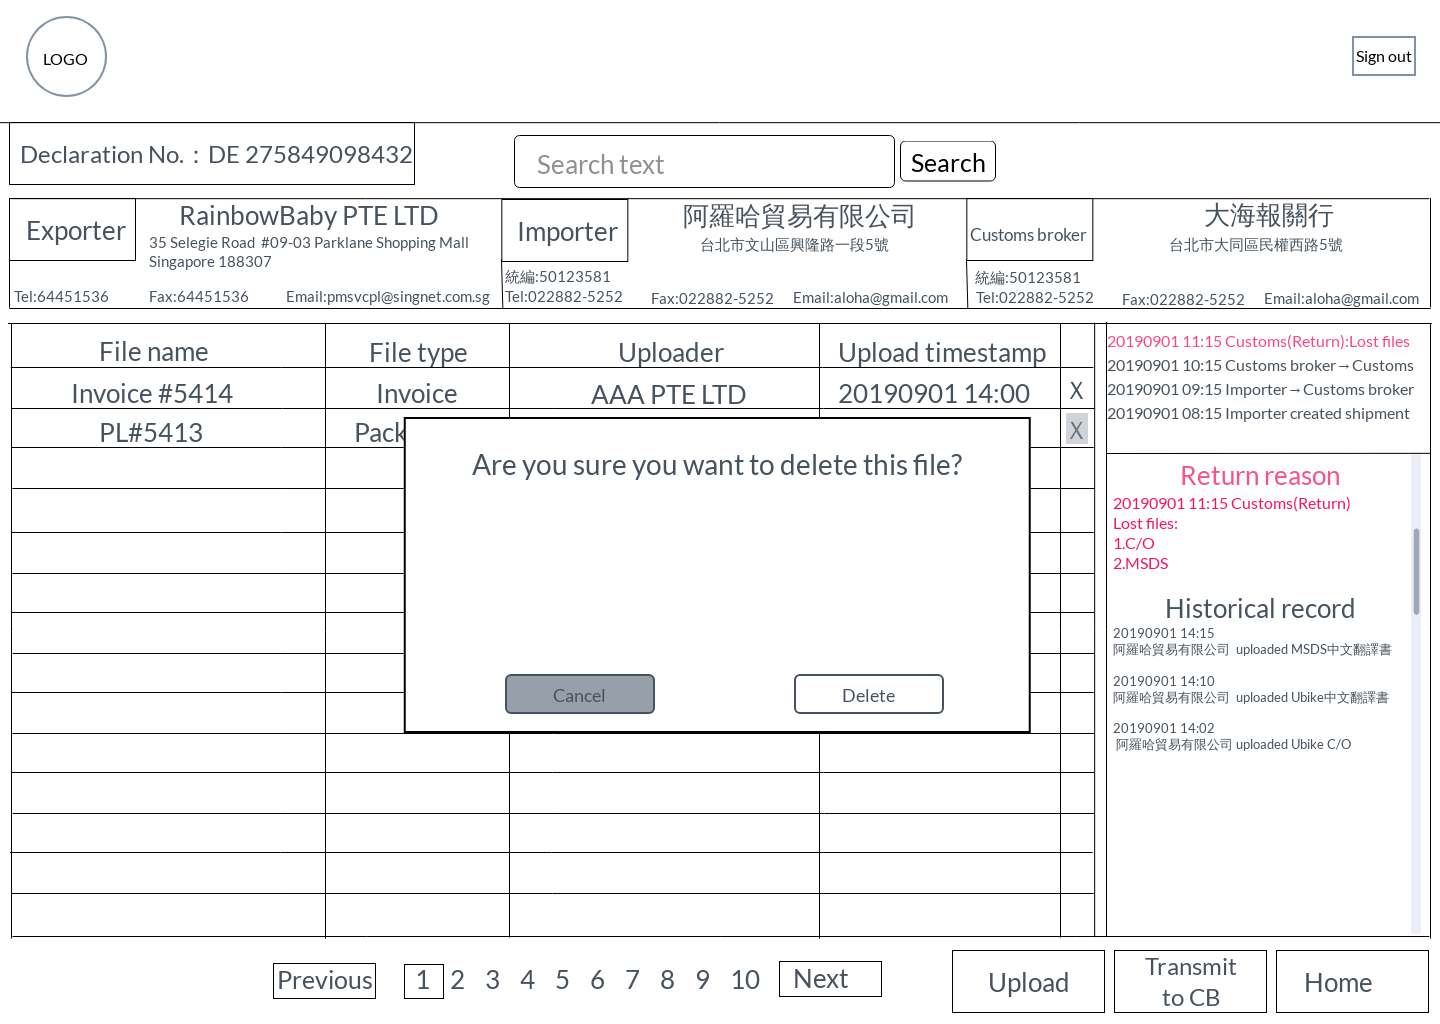 LOGO
Sign out
Declaration No.：DE 275849098432
Search text
Search
Exporter
RainbowBaby PTE LTD
35 Selegie Road #09-03 Parklane Shopping Mall
Singapore 188307
Tel:64451536
Fax:64451536
Email:pmsvcpl@singnet.com.sg
Importer
阿羅哈貿易有限公司
台北市文山區興隆路一段5號
統編:50123581
Tel:022882-5252
Fax:022882-5252
Email:aloha@gmail.com
Customs broker
大海報關行
台北市大同區民權西路5號
統編:50123581
Tel:022882-5252
Fax:022882-5252
Email:aloha@gmail.com
File name
File type
Uploader
Upload timestamp
Invoice #5414
Invoice
AAA PTE LTD
20190901 14:00
X
PL#5413
Pack
X
Are you sure you want to delete this file?
Cancel
Delete
20190901 11:15 Customs(Return):Lost files
20190901 10:15 Customs broker→Customs
20190901 09:15 Importer→Customs broker
20190901 08:15 Importer created shipment
Return reason
20190901 11:15 Customs(Return)
Lost files:
1.C/O
2.MSDS
Historical record
20190901 14:15
阿羅哈貿易有限公司 uploaded MSDS中文翻譯書
20190901 14:10
阿羅哈貿易有限公司 uploaded Ubike中文翻譯書
20190901 14:02
阿羅哈貿易有限公司 uploaded Ubike C/O
Previous
1 2 3 4 5 6 7 8 9 10
Next
Upload
Transmit
to CB
Home